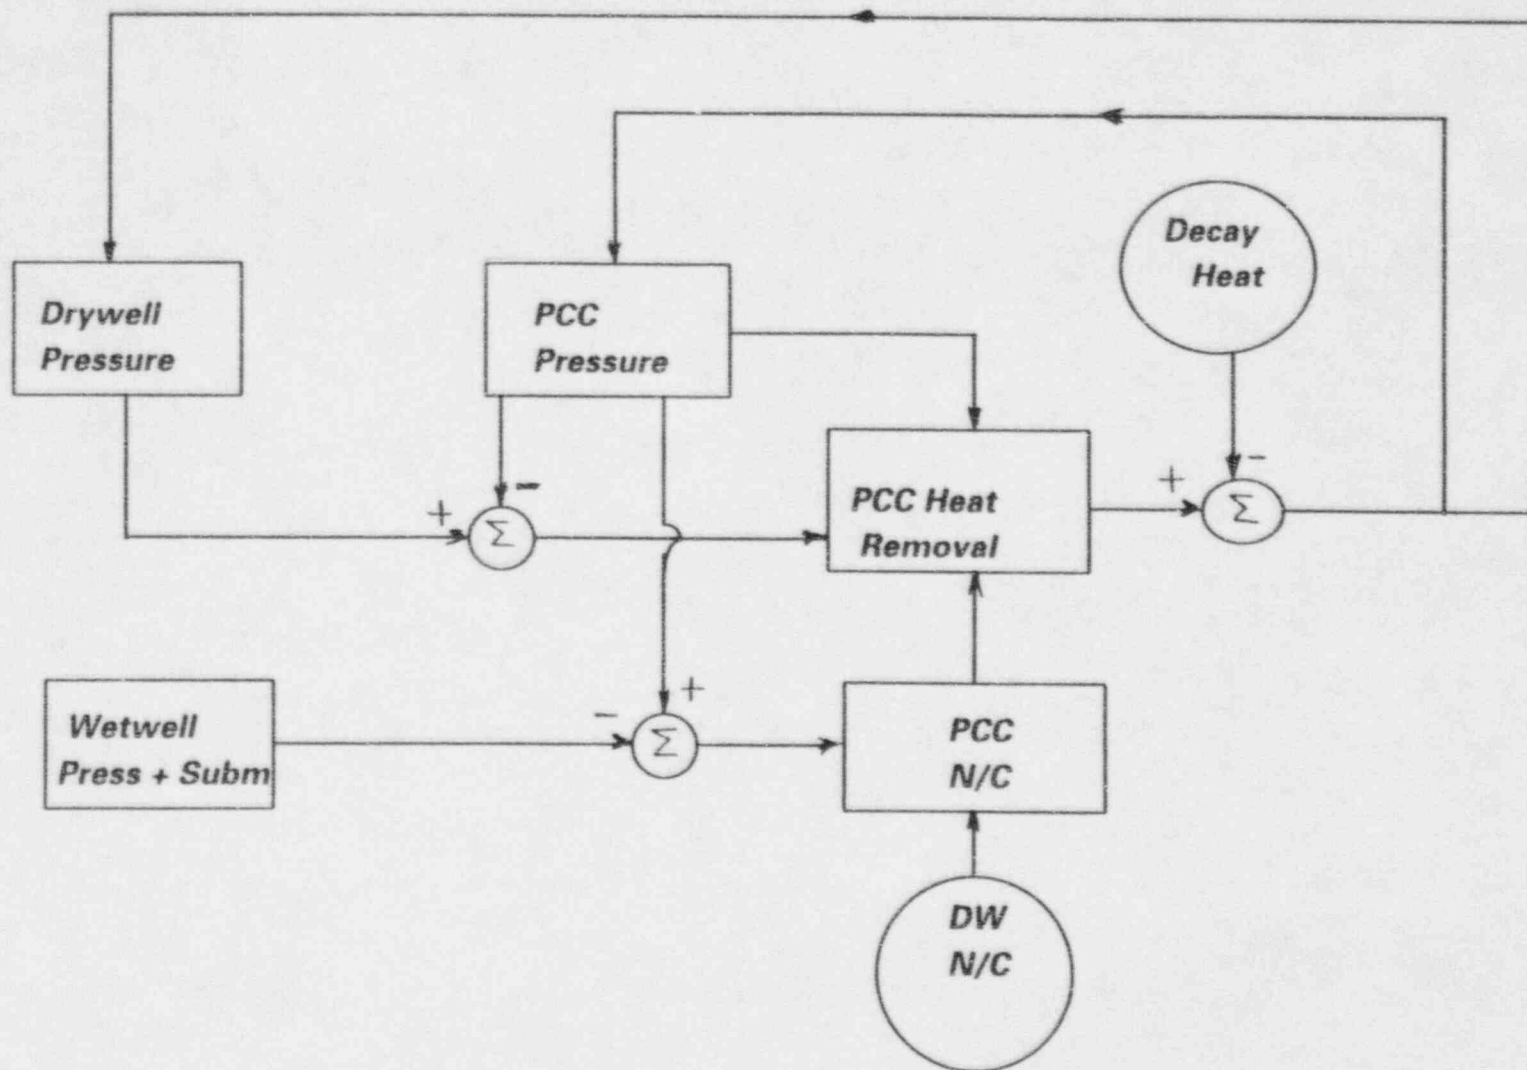 Decay
Heat
Drywell
Pressure
PCC
Pressure
-
+
Σ
PCC Heat
Removal
+
-
Σ
Wetwell
Press + Subm
-
+
Σ
PCC
N/C
DW
N/C